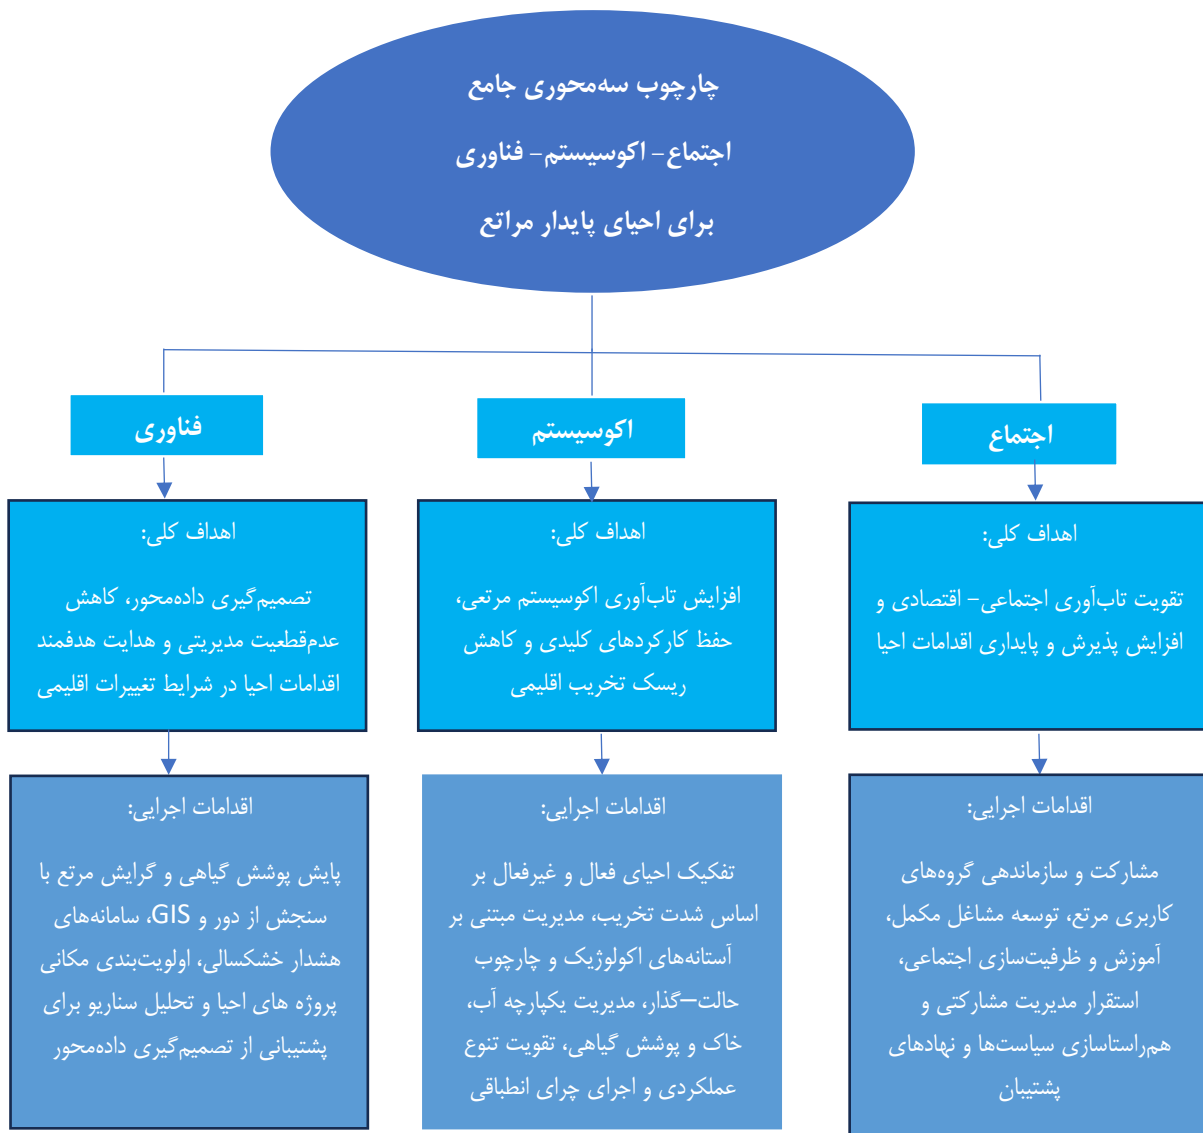 چارچوب سه‌محوری جامع
اجتماع- اکوسیستم- فناوری
برای احیای پایدار مراتع
اجتماع
اهداف کلی:
تقویت تاب‌آوری اجتماعی- اقتصادی و
افزایش پذیرش و پایداری اقدامات احیا
اقدامات اجرایی:
مشارکت و سازماندهی گروه‌های
کاربری مرتع، توسعه مشاغل مکمل،
آموزش و ظرفیت‌سازی اجتماعی،
استقرار مدیریت مشارکتی و
هم‌راستاسازی سیاست‌ها و نهادهای
پشتیبان
اکوسیستم
اهداف کلی:
افزایش تاب‌آوری اکوسیستم مرتعی،
حفظ کارکردهای کلیدی و کاهش
ریسک تخریب اقلیمی
اقدامات اجرایی:
تفکیک احیای فعال و غیرفعال بر
اساس شدت تخریب، مدیریت مبتنی بر
آستانه‌های اکولوژیک و چارچوب
حالت–گذار، مدیریت یکپارچه آب،
خاک و پوشش گیاهی، تقویت تنوع
عملکردی و اجرای چرای انطباقی
فناوری
اهداف کلی:
تصمیم‌گیری داده‌محور، کاهش
عدم‌قطعیت مدیریتی و هدایت هدفمند
اقدامات احیا در شرایط تغییرات اقلیمی
اقدامات اجرایی:
پایش پوشش گیاهی و گرایش مرتع با
سنجش از دور و GIS، سامانه‌های
هشدار خشکسالی، اولویت‌بندی مکانی
پروژه های احیا و تحلیل سناریو برای
پشتیبانی از تصمیم‌گیری داده‌محور